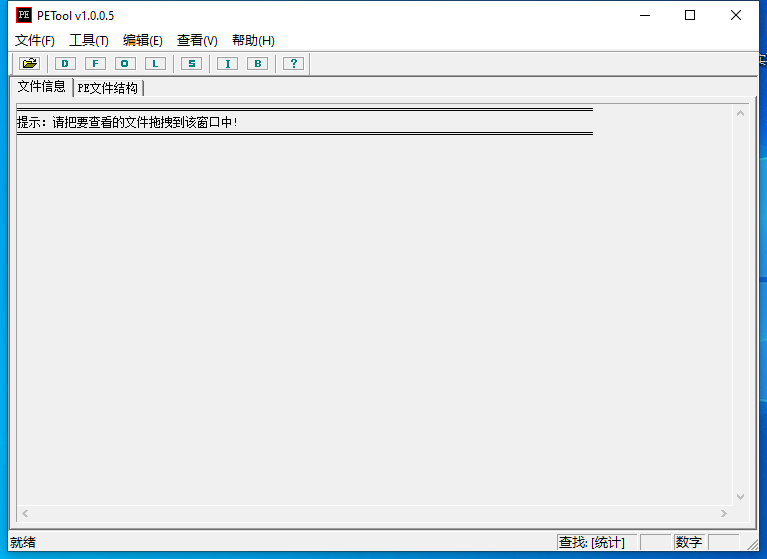 PE PETool v1.0.0.5
文件(F) 工具(T) 编辑(E) 查看(V) 帮助(H)
D F O L S I B ?
文件信息 PE文件结构
提示: 请把要查看的文件拖拽到该窗口中!
就绪 查找: [统计] 数字